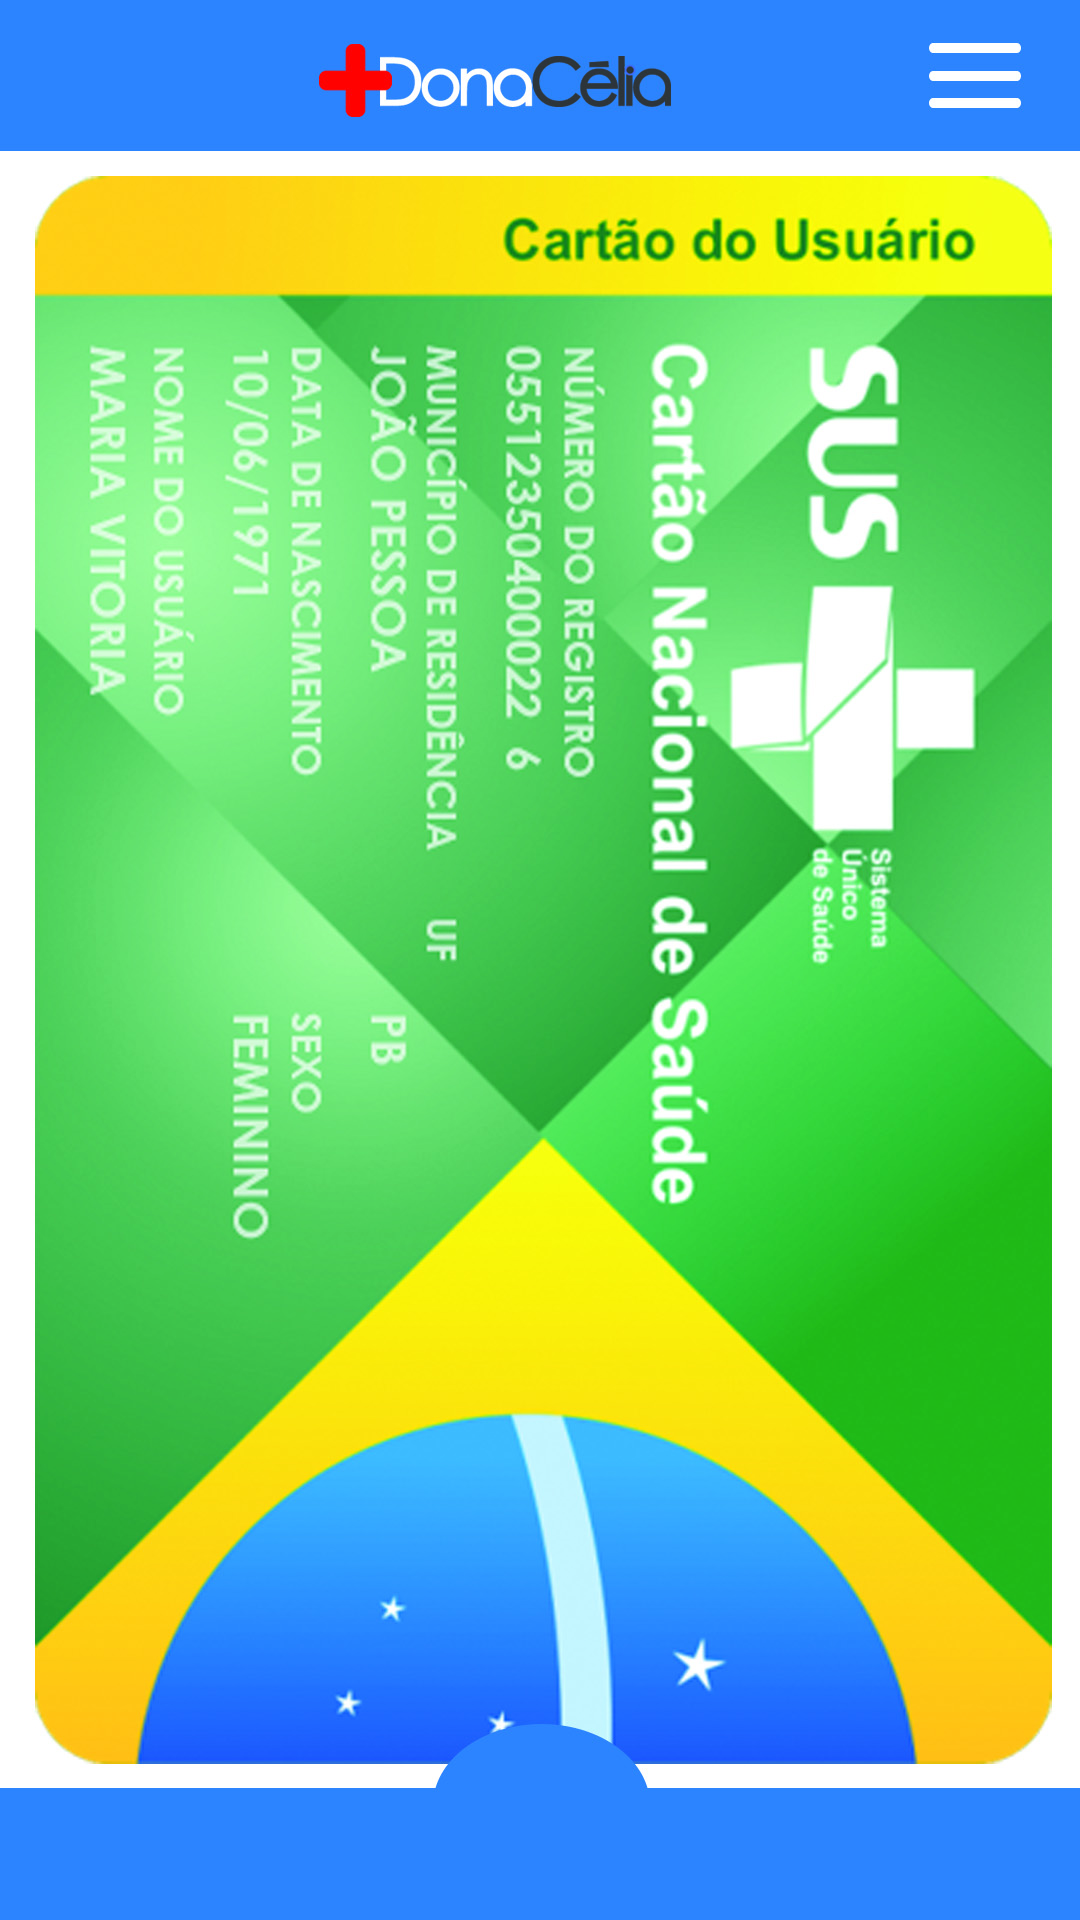 DonaCélia
Cartão do Usuário
SUS
Sistema
Único
de Saúde
Cartão Nacional de Saúde
NÚMERO DO REGISTRO
05512350400022 6
MUNICÍPIO DE RESIDÊNCIA UF
JOÃO PESSOA PB
DATA DE NASCIMENTO SEXO
10/06/1971 FEMININO
NOME DO USUÁRIO
MARIA VITORIA